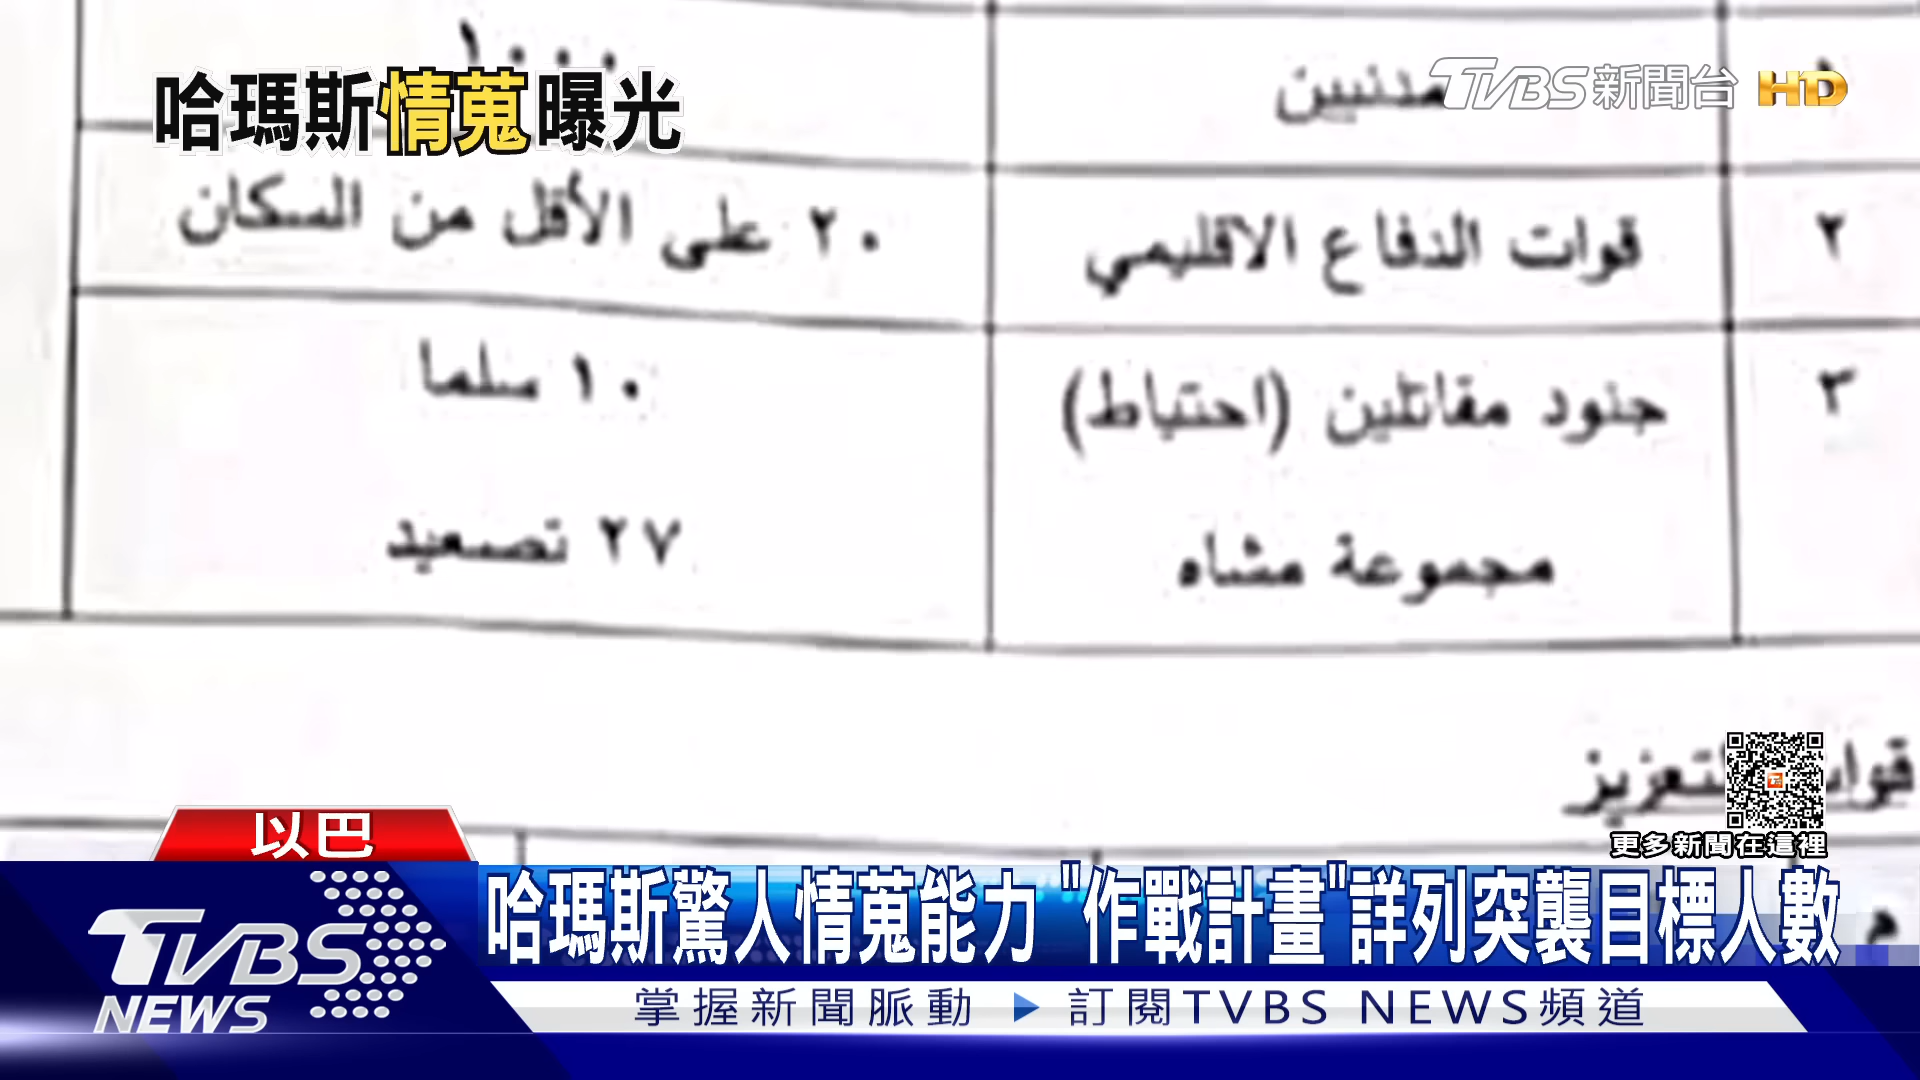 ١٠٠٠
مدنيين
TVBS新聞台 HD
哈瑪斯情蒐曝光
٢ قوات الدفاع الاقليمي ٢٠ على الأقل من السكان
٣ جنود مقاتلين (احتياط) ١٠ سلما
مجموعة مشاه ٢٧ تصعيد
قوات التعزيز
更多新聞在這裡
以巴
哈瑪斯驚人情蒐能力 "作戰計畫"詳列突襲目標人數
م
TVBS NEWS
掌握新聞脈動 ▶ 訂閱TVBS NEWS頻道